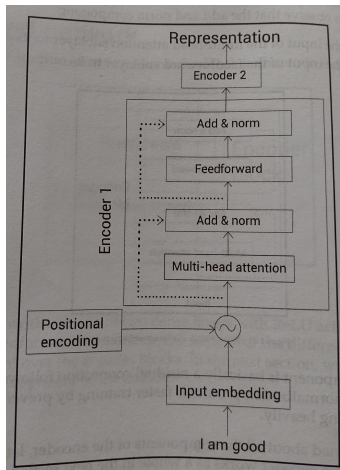 Representation
Encoder 2
Encoder 1
Add & norm
Feedforward
Add & norm
Multi-head attention
Positional
encoding
Input embedding
I am good